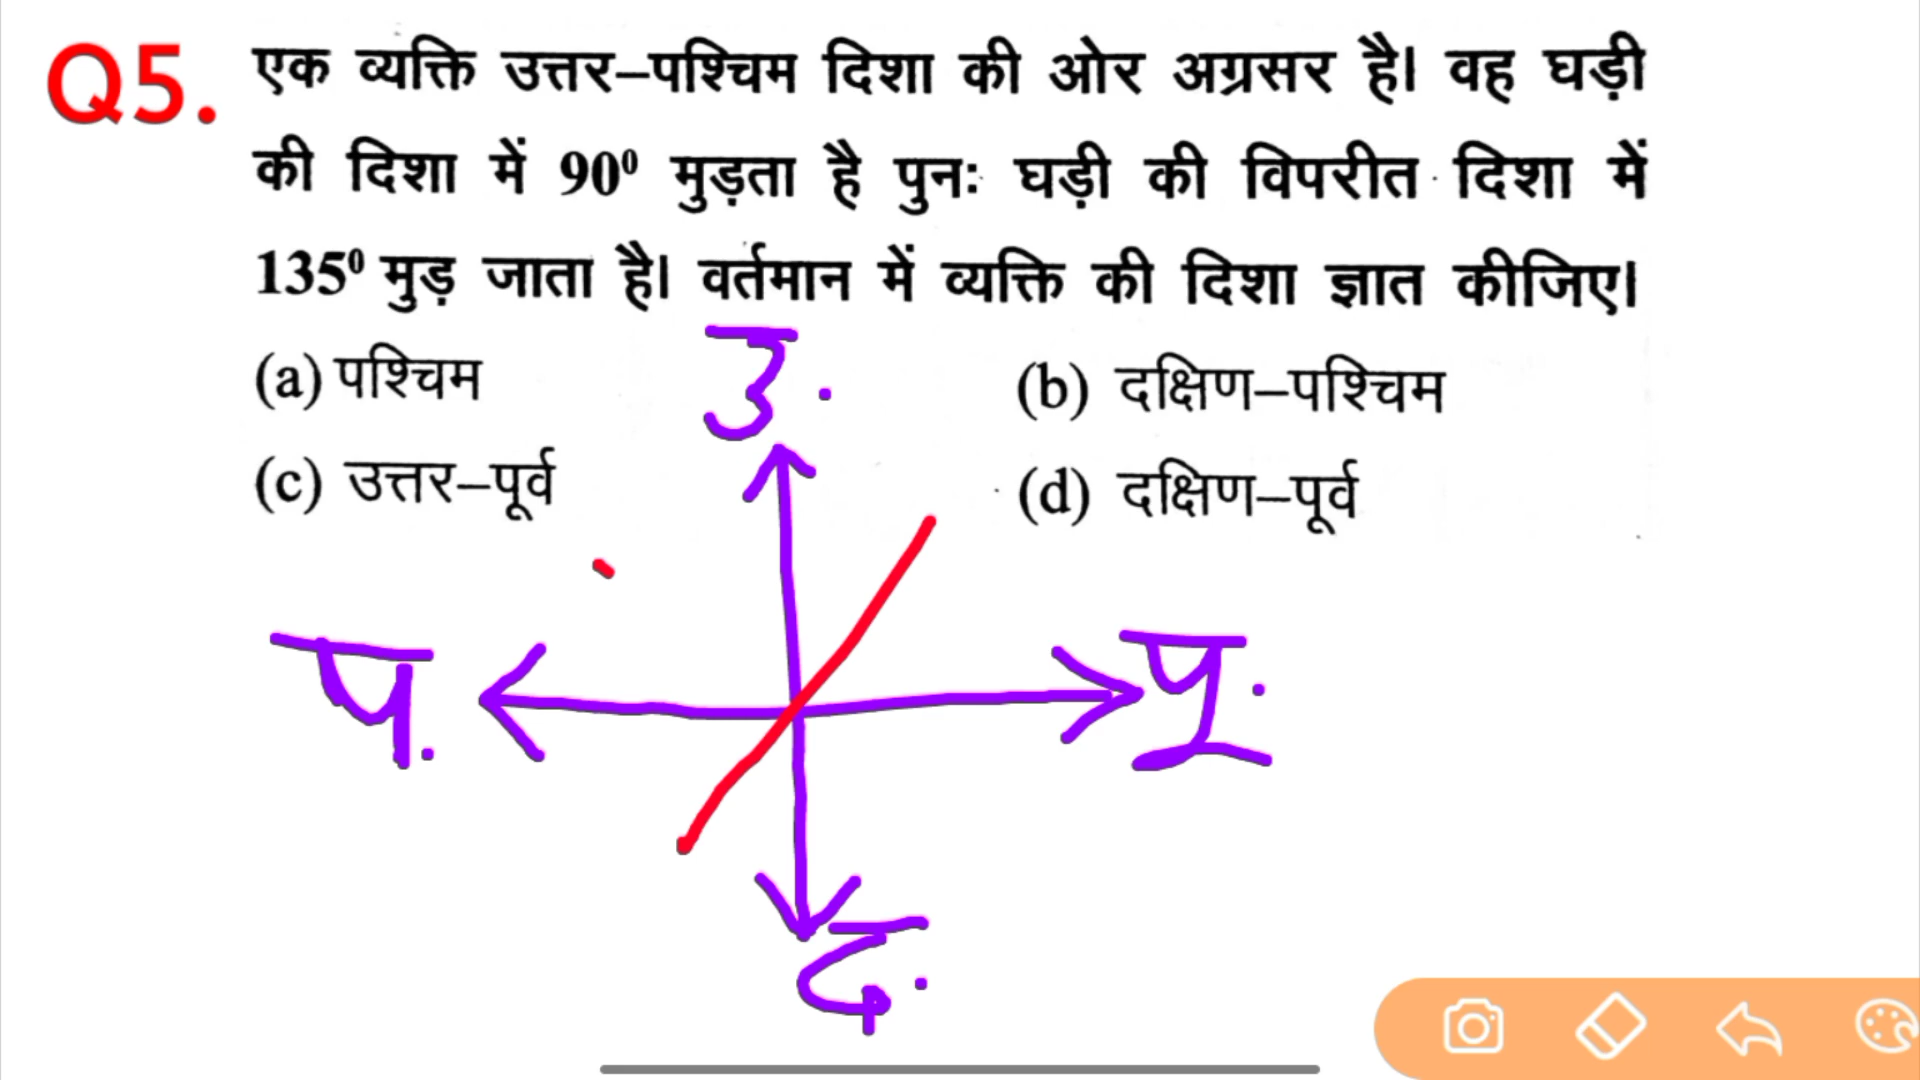 Q5. एक व्यक्ति उत्तर–पश्चिम दिशा की ओर अग्रसर है। वह घड़ी
की दिशा में 90⁰ मुड़ता है पुनः घड़ी की विपरीत दिशा में
135⁰ मुड़ जाता है। वर्तमान में व्यक्ति की दिशा ज्ञात कीजिए।
(a) पश्चिम (b) दक्षिण–पश्चिम
(c) उत्तर–पूर्व (d) दक्षिण–पूर्व
उ.
प. पू.
द.